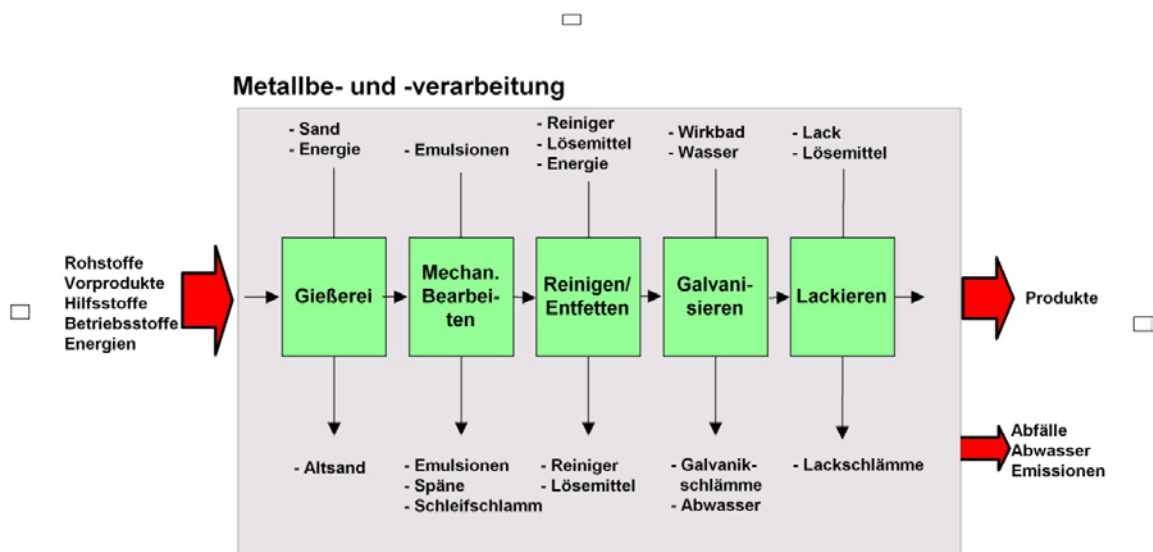 Metallbe- und -verarbeitung
- Sand
- Energie
- Emulsionen
- Reiniger
- Lösemittel
- Energie
- Wirkbad
- Wasser
- Lack
- Lösemittel
Rohstoffe
Vorprodukte
Hilfsstoffe
Betriebsstoffe
Energien
Gießerei
Mechan.
Bearbei-
ten
Reinigen/
Entfetten
Galvani-
sieren
Lackieren
Produkte
- Altsand
- Emulsionen
- Späne
- Schleifschlamm
- Reiniger
- Lösemittel
- Galvanik-
schlämme
- Abwasser
- Lackschlämme
Abfälle
Abwasser
Emissionen